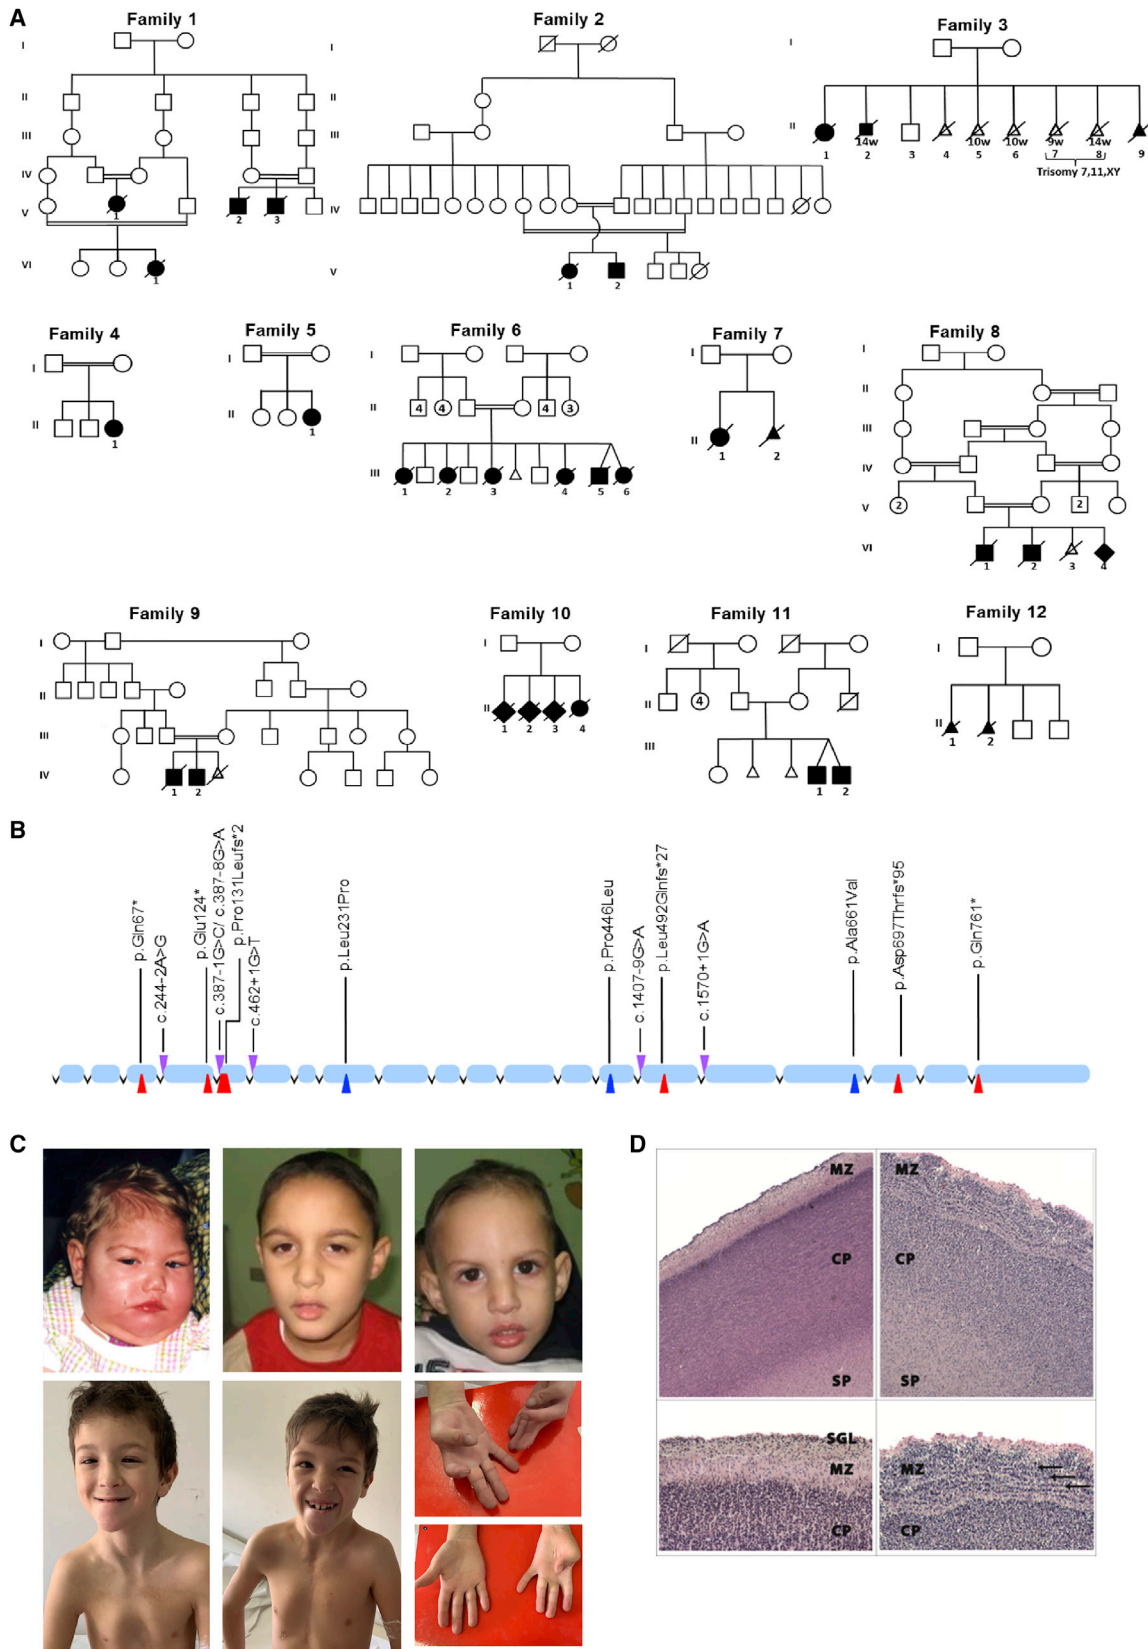 A
Family 1
Family 2
Family 3
I
II
III
IV
V
VI
1
2
3
1
I
II
III
IV
V
1
2
I
II
1
14w
2
3
4
10w
5
10w
6
9w
7
14w
8
9
Trisomy 7,11,XY
Family 4
Family 5
Family 6
Family 7
Family 8
I
II
1
I
II
1
I
II
III
4
4
4
3
1
2
3
4
5
6
I
II
1
2
I
II
III
IV
V
VI
2
2
1
2
3
4
Family 9
Family 10
Family 11
Family 12
I
II
III
IV
1
2
I
II
1
2
3
4
I
II
III
4
1
2
I
II
1
2
B
p.Gln67*
c.244-2A>G
p.Glu124*
c.387-1G>C/ c.387-8G>A
p.Pro131Leufs*2
c.462+1G>T
p.Leu231Pro
p.Pro446Leu
c.1407-9G>A
p.Leu492Glnfs*27
c.1570+1G>A
p.Ala661Val
p.Asp697Thrfs*95
p.Gln761*
C
D
MZ
CP
SP
MZ
CP
SP
SGL
MZ
CP
MZ
CP